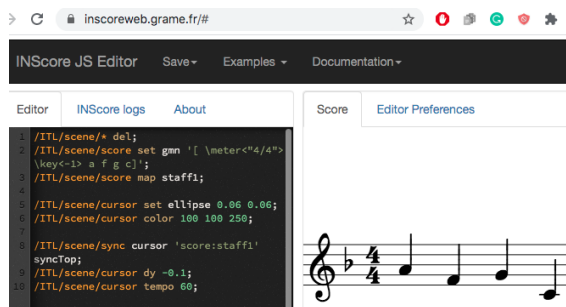 inscoreweb.grame.fr/#
INScore JS Editor Save Examples Documentation
Editor INScore logs About Score Editor Preferences
1 /ITL/scene/* del;
2 /ITL/scene/score set gmn '[ \meter<"4/4">
\key<-1> a f g c]';
3 /ITL/scene/score map staff1;
4
5 /ITL/scene/cursor set ellipse 0.06 0.06;
6 /ITL/scene/cursor color 100 100 250;
7
8 /ITL/scene/sync cursor 'score:staff1'
syncTop;
9 /ITL/scene/cursor dy -0.1;
10 /ITL/scene/cursor tempo 60;
4
4